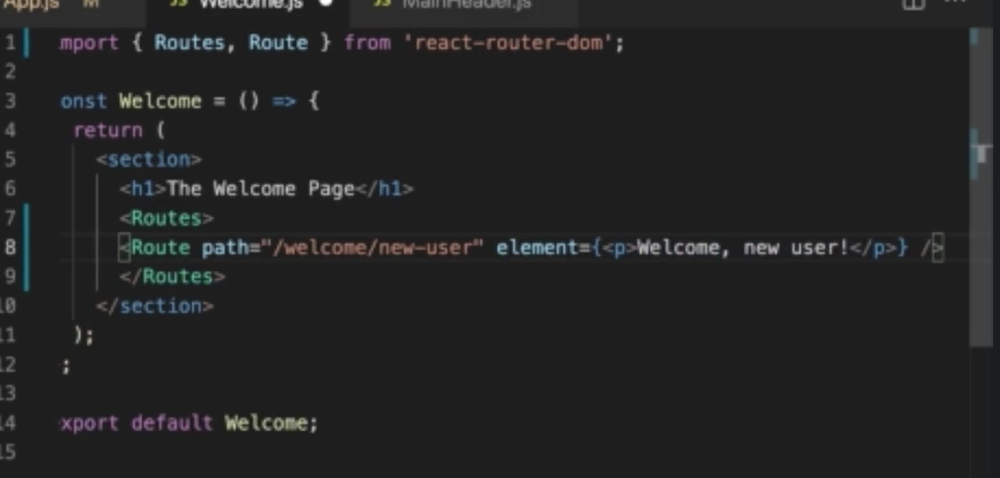 App.js M JS Welcome.js JS MainHeader.js
1 mport { Routes, Route } from 'react-router-dom';
2
3 onst Welcome = () => {
4 return (
5 <section>
6 <h1>The Welcome Page</h1>
7 <Routes>
8 <Route path="/welcome/new-user" element={<p>Welcome, new user!</p>} />
9 </Routes>
10 </section>
11 );
12 ;
13
14 xport default Welcome;
15